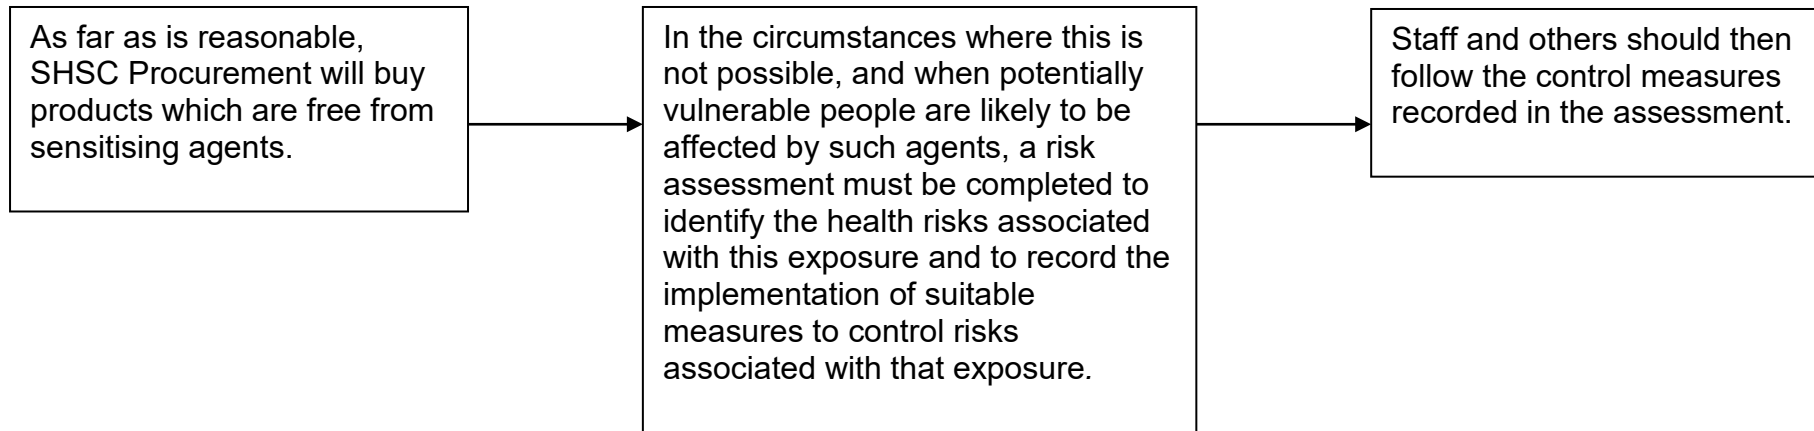 As far as is reasonable,
SHSC Procurement will buy
products which are free from
sensitising agents.
In the circumstances where this is
not possible, and when potentially
vulnerable people are likely to be
affected by such agents, a risk
assessment must be completed to
identify the health risks associated
with this exposure and to record the
implementation of suitable
measures to control risks
associated with that exposure.
Staff and others should then
follow the control measures
recorded in the assessment.